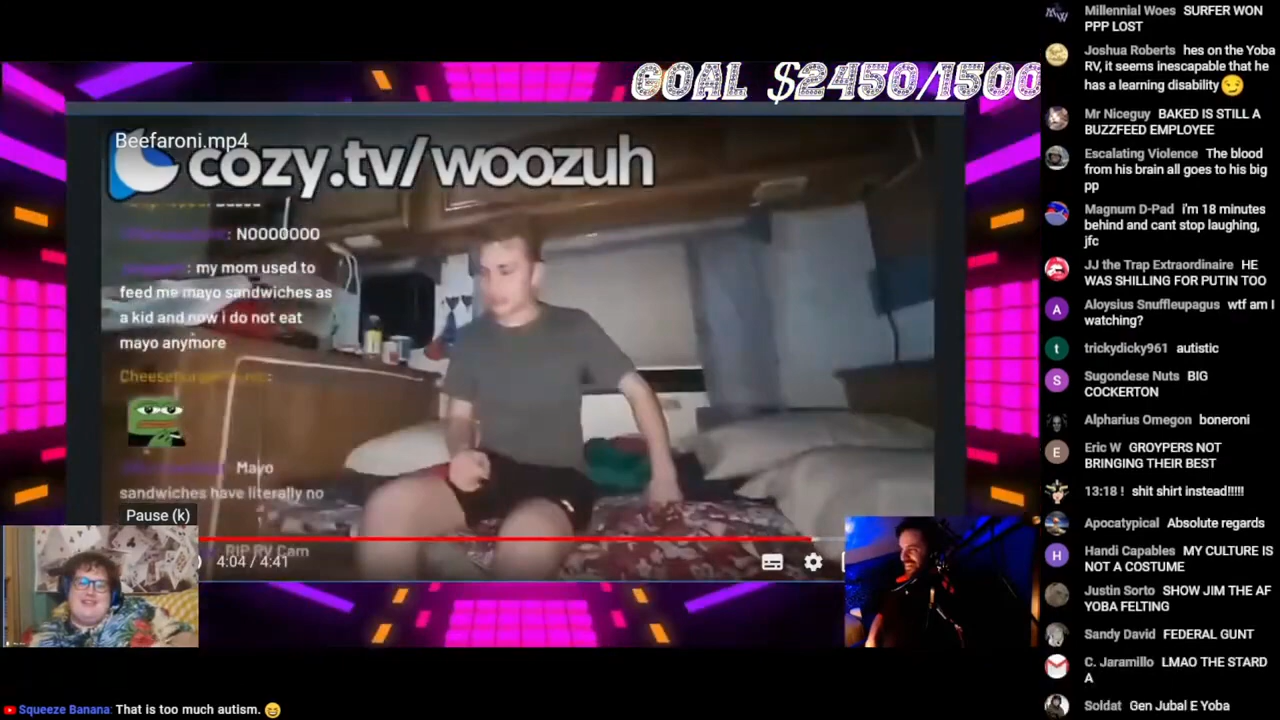 GOAL $2450/1500
Beefaroni.mp4
cozy.tv/woozuh
: NOOOOOOO
: my mom used to
feed me mayo sandwiches as
a kid and now i do not eat
mayo anymore
Mayo
sandwiches have literally no
Pause (k)
RIP RV Cam
4:04 / 4:41
Squeeze Banana: That is too much autism.
Millennial Woes SURFER WON
PPP LOST
Joshua Roberts hes on the Yoba
RV, it seems inescapable that he
has a learning disability
Mr Niceguy BAKED IS STILL A
BUZZFEED EMPLOYEE
Escalating Violence The blood
from his brain all goes to his big
pp
Magnum D-Pad i'm 18 minutes
behind and cant stop laughing,
jfc
JJ the Trap Extraordinaire HE
WAS SHILLING FOR PUTIN TOO
A
Aloysius Snuffleupagus wtf am I
watching?
t
trickydicky961 autistic
S
Sugondese Nuts BIG
COCKERTON
Alpharius Omegon boneroni
E
Eric W GROYPERS NOT
BRINGING THEIR BEST
13:18 ! shit shirt instead!!!!!
Apocatypical Absolute regards
H
Handi Capables MY CULTURE IS
NOT A COSTUME
Justin Sorto SHOW JIM THE AF
YOBA FELTING
Sandy David FEDERAL GUNT
C. Jaramillo LMAO THE STARD
A
Soldat Gen Jubal E Yoba